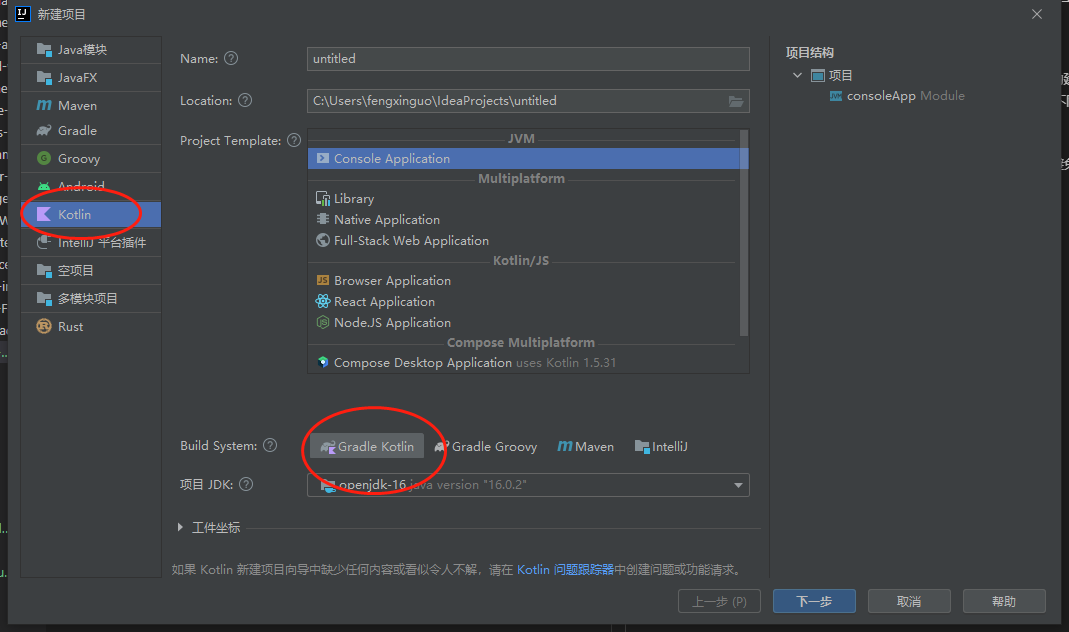 新建项目
Java模块
JavaFX
Maven
Gradle
Groovy
Android
Kotlin
IntelliJ 平台插件
空项目
多模块项目
Rust
Name:
untitled
Location:
C:\Users\fengxinguo\IdeaProjects\untitled
Project Template:
JVM
Console Application
Multiplatform
Library
Native Application
Full-Stack Web Application
Kotlin/JS
Browser Application
React Application
Node.JS Application
Compose Multiplatform
Compose Desktop Application uses Kotlin 1.5.31
Build System:
Gradle Kotlin
Gradle Groovy
Maven
IntelliJ
项目 JDK:
openjdk-16 java version "16.0.2"
工件坐标
如果 Kotlin 新建项目向导中缺少任何内容或看似令人不解，请在 Kotlin 问题跟踪器中创建问题或功能请求。
项目结构
项目
consoleApp Module
上一步 (P)
下一步
取消
帮助